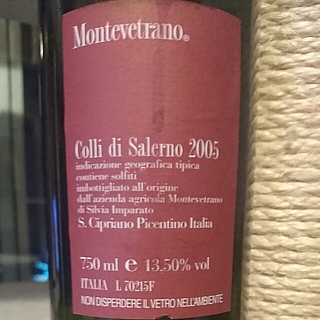 Montevetrano®
Colli di Salerno 2005
indicazione geografica tipica
contiene solfiti
imbottigliato all'origine
dall'azienda agricola Montevetrano
di Silvia Imparato
S. Cipriano Picentino Italia
750 ml e 13.50% vol
ITALIA L 70215F
NON DISPERDERE IL VETRO NELL'AMBIENTE